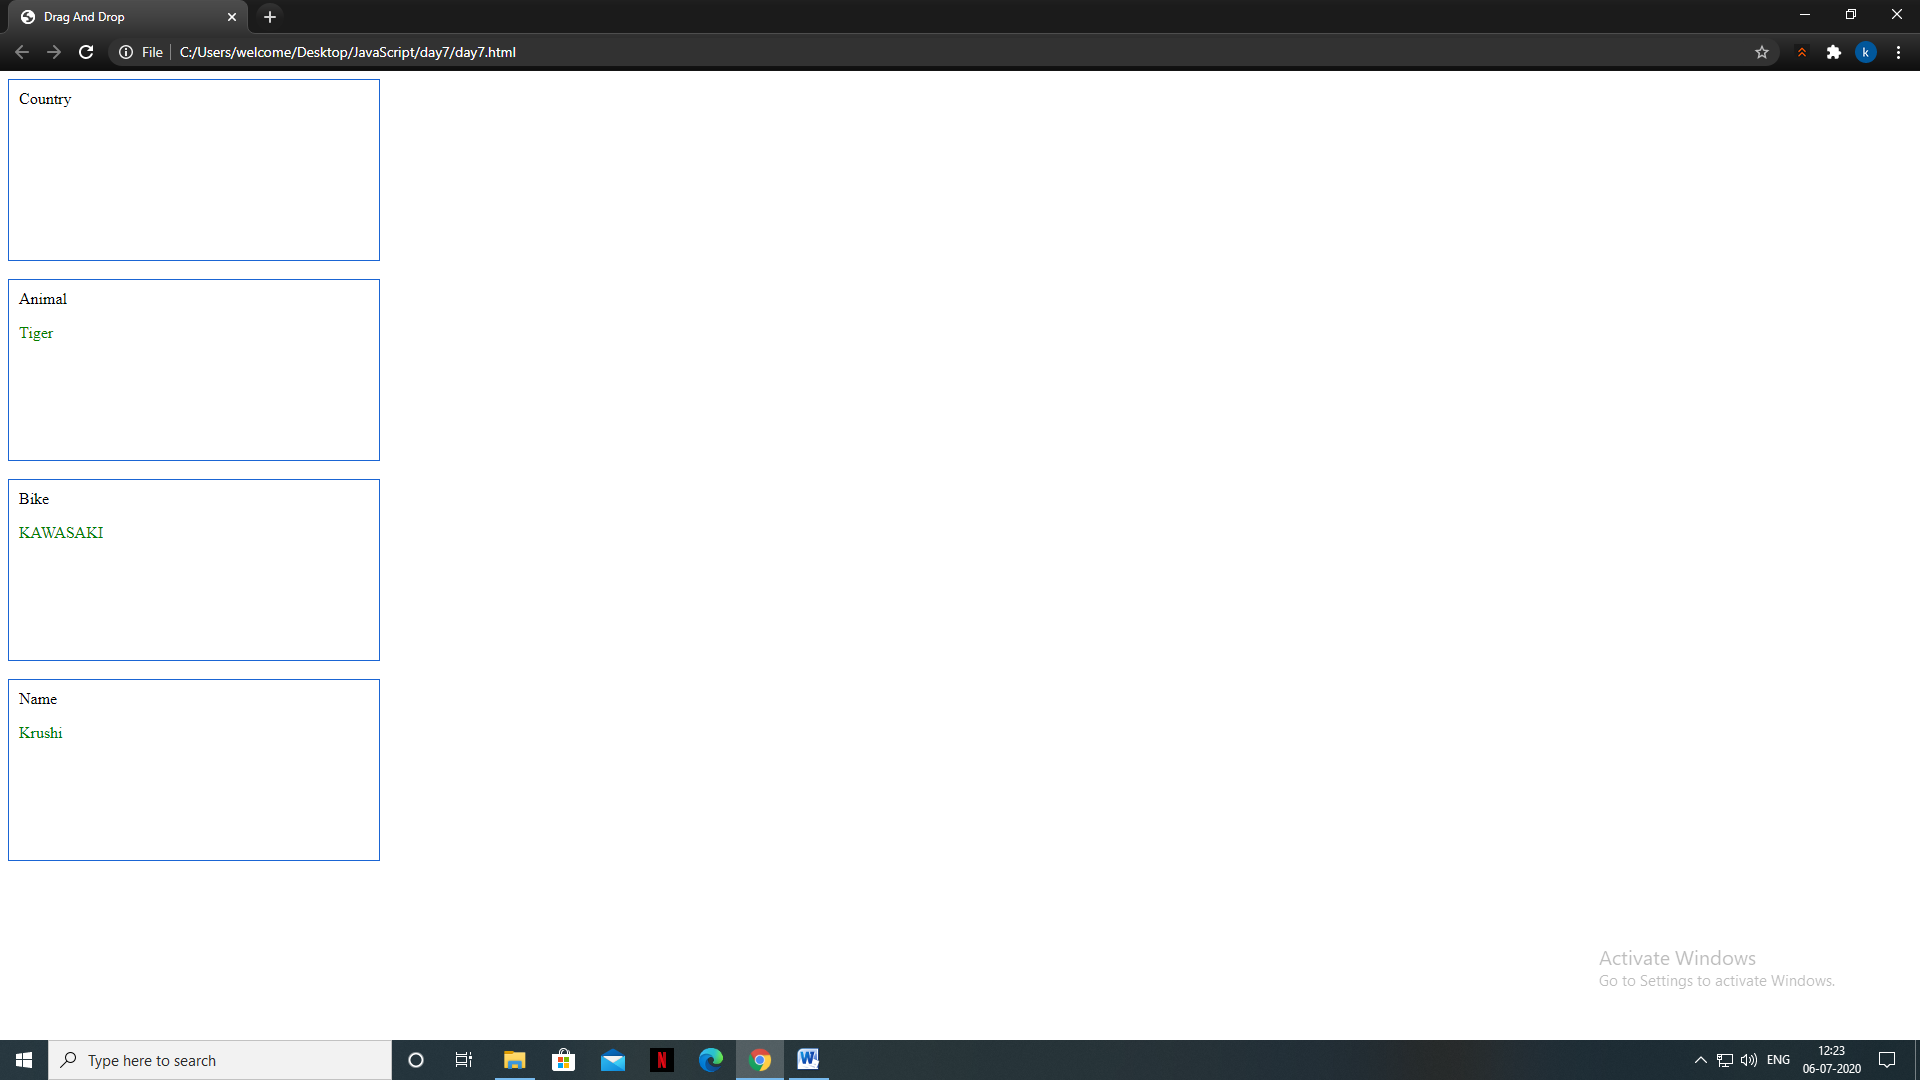 Drag And Drop
File C:/Users/welcome/Desktop/JavaScript/day7/day7.html
k
Country
Animal
Tiger
Bike
KAWASAKI
Name
Krushi
Activate Windows
Go to Settings to activate Windows.
Type here to search
N
W
ENG
12:23
06-07-2020